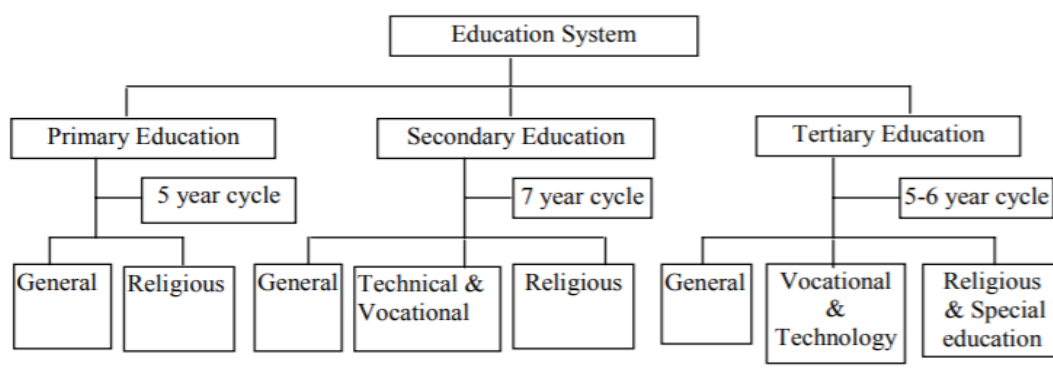 Education System
Primary Education
Secondary Education
Tertiary Education
5 year cycle
7 year cycle
5-6 year cycle
General
Religious
General
Technical &
Vocational
Religious
General
Vocational
&
Technology
Religious
& Special
education